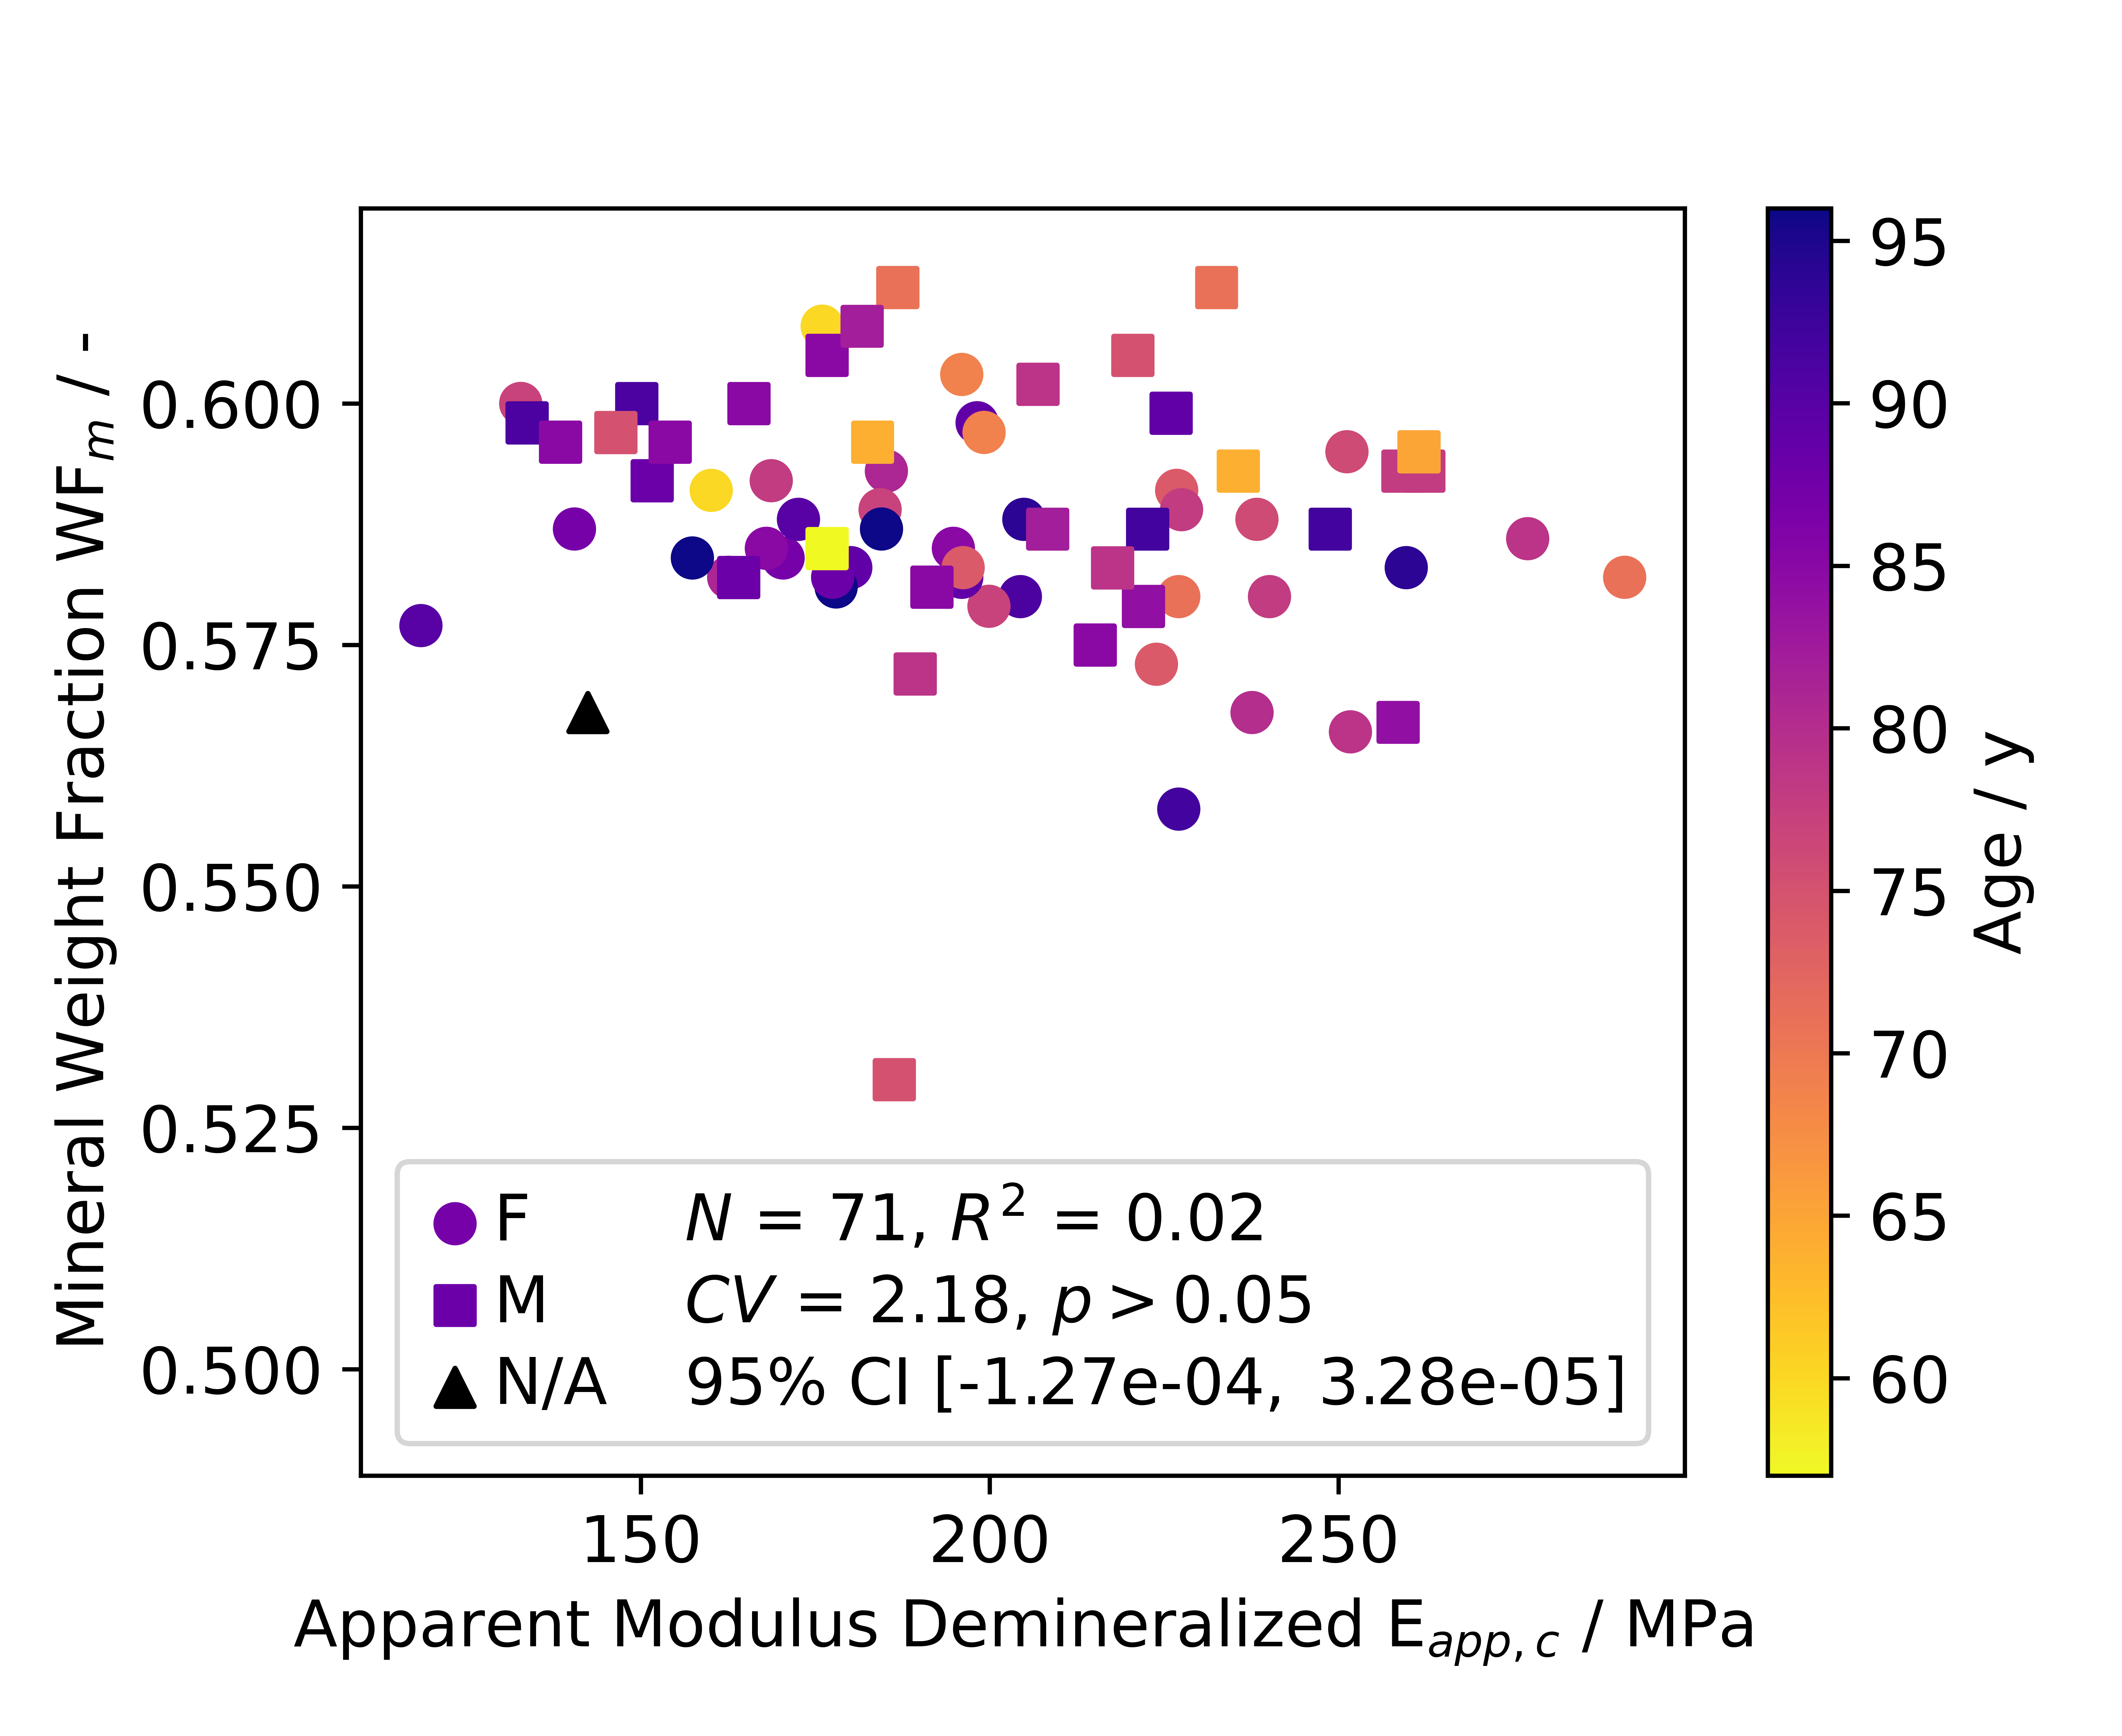 Mineral Weight Fraction WFm / -
0.600
0.575
0.550
0.525
0.500
F N = 71, R² = 0.02
M CV = 2.18, p > 0.05
N/A 95% CI [-1.27e-04, 3.28e-05]
150 200 250
Apparent Modulus Demineralized Eapp, c / MPa
95
90
85
80
75
70
65
60
Age / y